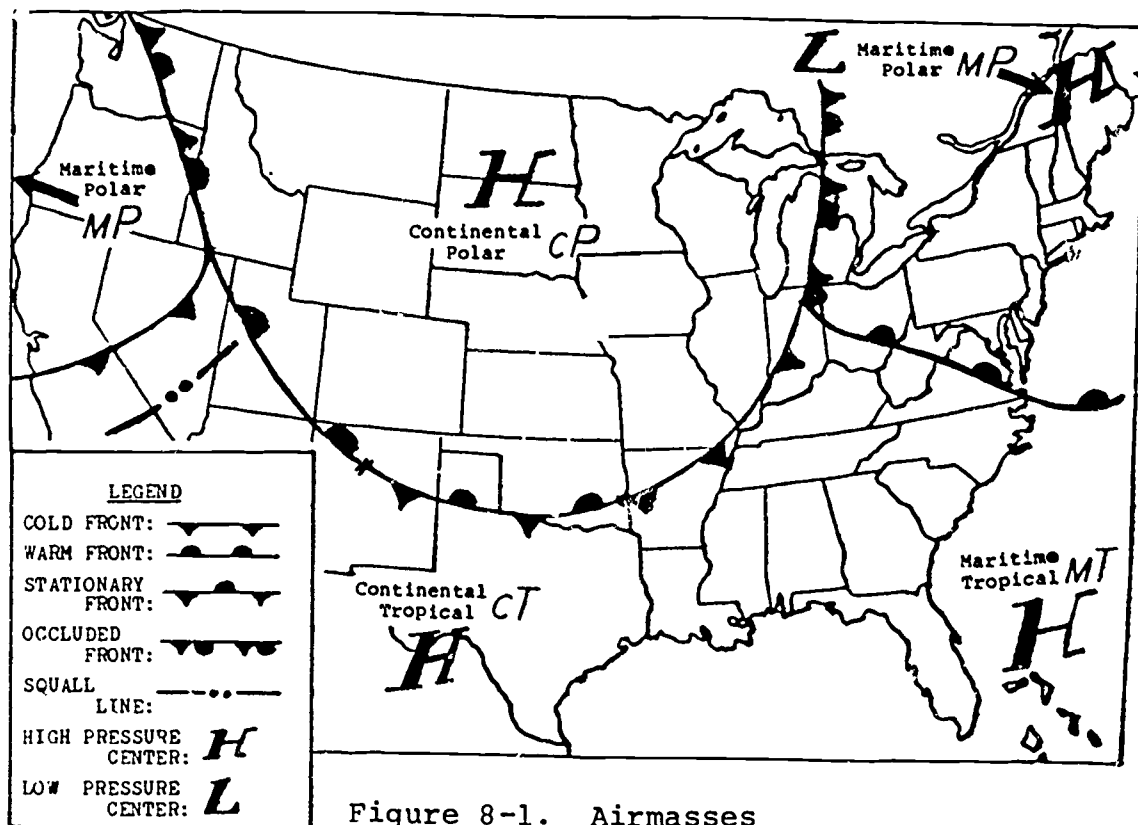 L Maritime
Polar MP
H
Maritime
Polar
MP
H
Continental
Polar CP
Continental
Tropical CT
H
Maritime
Tropical MT
H
LEGEND
COLD FRONT:
WARM FRONT:
STATIONARY
FRONT:
OCCLUDED
FRONT:
SQUALL
LINE:
HIGH PRESSURE
CENTER: H
LOW PRESSURE
CENTER: L
Figure 8-1. Airmasses